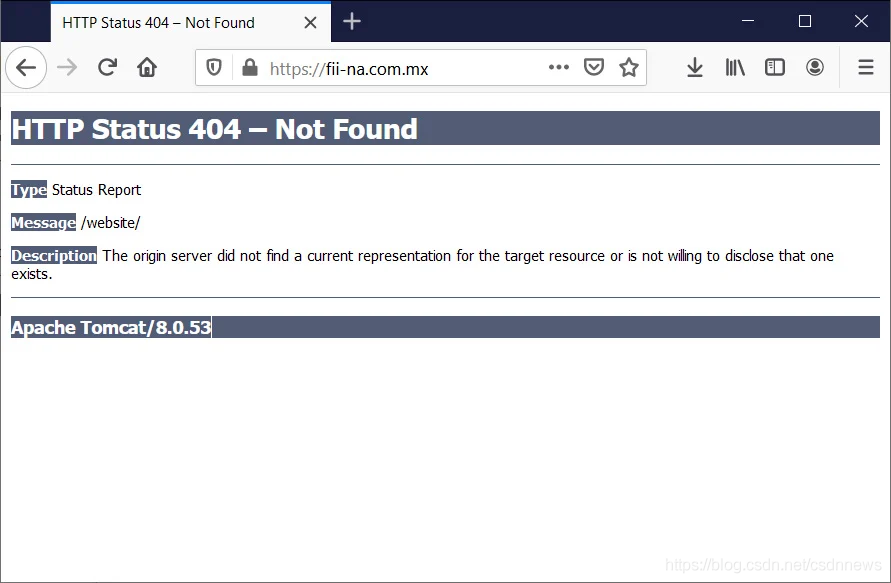 HTTP Status 404 – Not Found
https://fii-na.com.mx
HTTP Status 404 – Not Found
Type Status Report
Message /website/
Description The origin server did not find a current representation for the target resource or is not willing to disclose that one
exists.
Apache Tomcat/8.0.53
https://blog.csdn.net/csdnnews